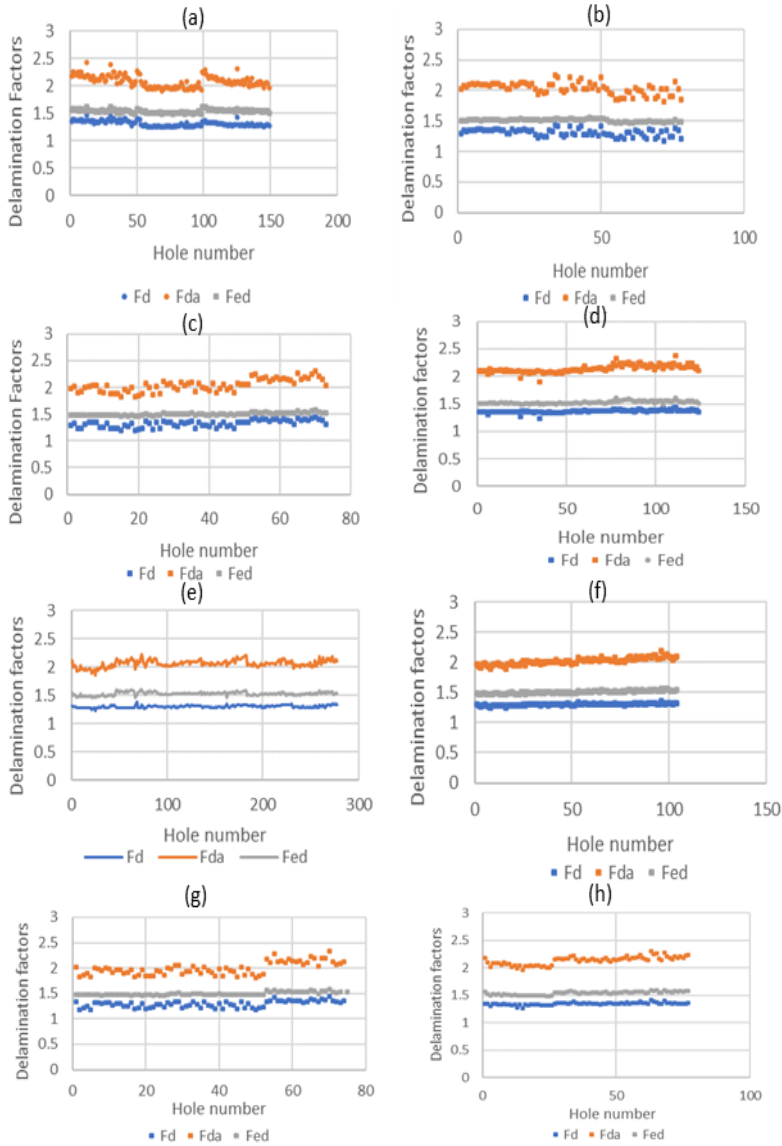 (a)
Delamination Factors
3
2.5
2
1.5
1
0.5
0
0 50 100 150 200
Hole number
Fd Fda Fed
(b)
Delamination Factors
3
2.5
2
1.5
1
0.5
0
0 50 100
Hole number
Fd Fda Fed
(c)
Delamination Factors
3
2.5
2
1.5
1
0.5
0
0 20 40 60 80
Hole number
Fd Fda Fed
(d)
Delamination factors
3
2.5
2
1.5
1
0.5
0
0 50 100 150
Hole number
Fd Fda Fed
(e)
Delamination factors
3
2.5
2
1.5
1
0.5
0
0 100 200 300
Hole number
Fd Fda Fed
(f)
Delamination factors
3
2.5
2
1.5
1
0.5
0
0 50 100 150
Hole number
Fd Fda Fed
(g)
Delamination factors
3
2.5
2
1.5
1
0.5
0
0 20 40 60 80
Hole number
Fd Fda Fed
(h)
Delamination factors
3
2.5
2
1.5
1
0.5
0
0 50 100
Hole number
Fd Fda Fed